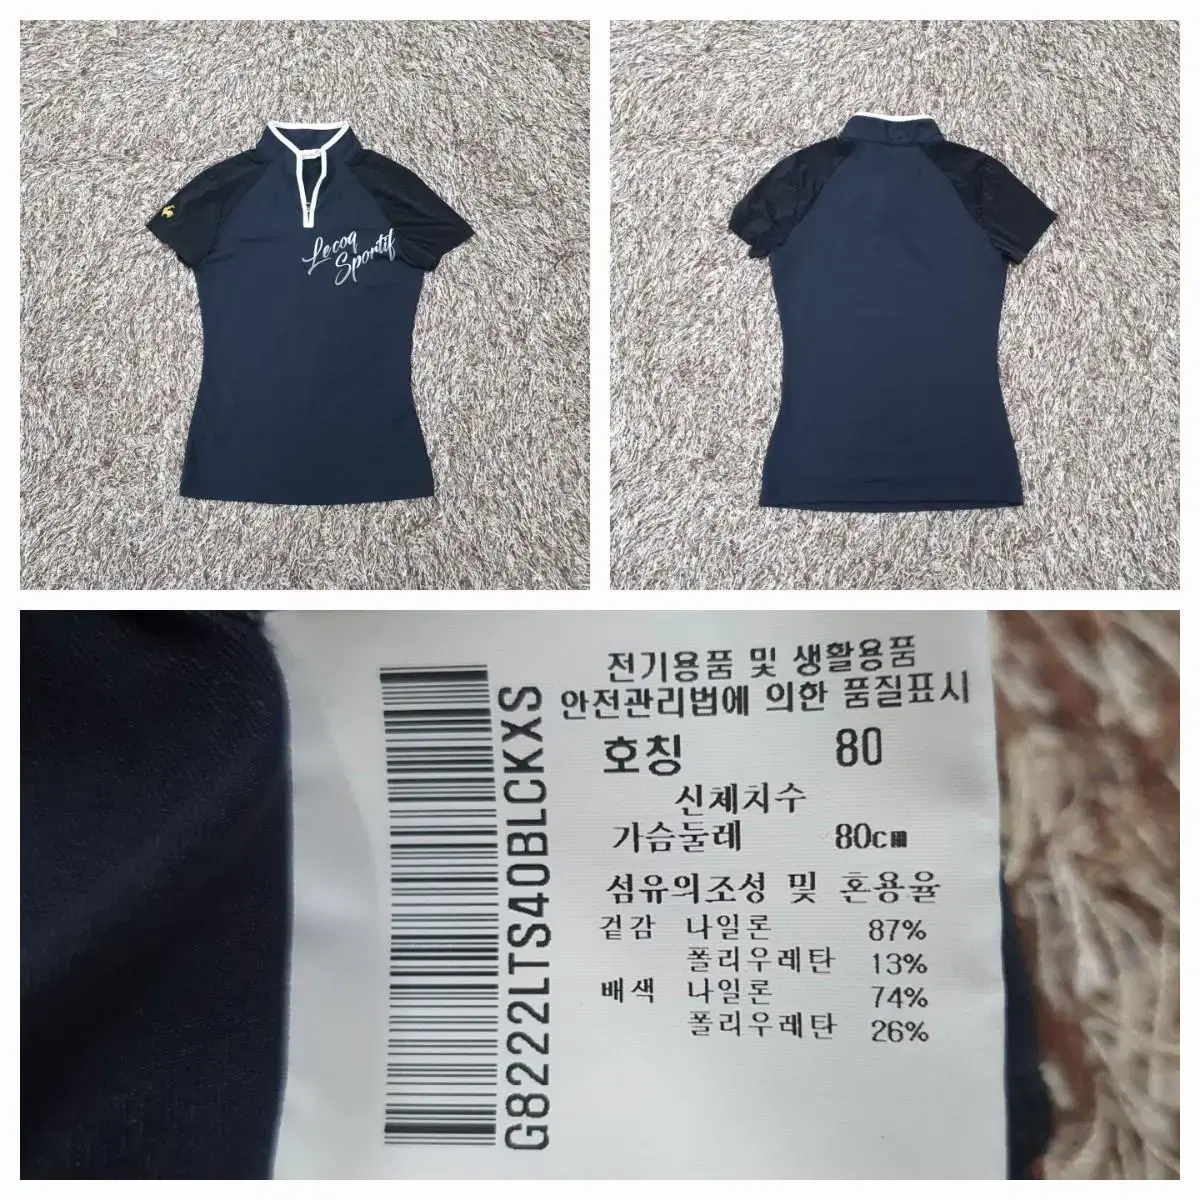 Lecoq
Sportif
전기용품 및 생활용품
안전관리법에 의한 품질표시
호칭 80
신체치수
가슴둘레 80cm
섬유의조성 및 혼용율
겉감 나일론 87%
폴리우레탄 13%
배색 나일론 74%
폴리우레탄 26%
G8222LTS40BLCKXS